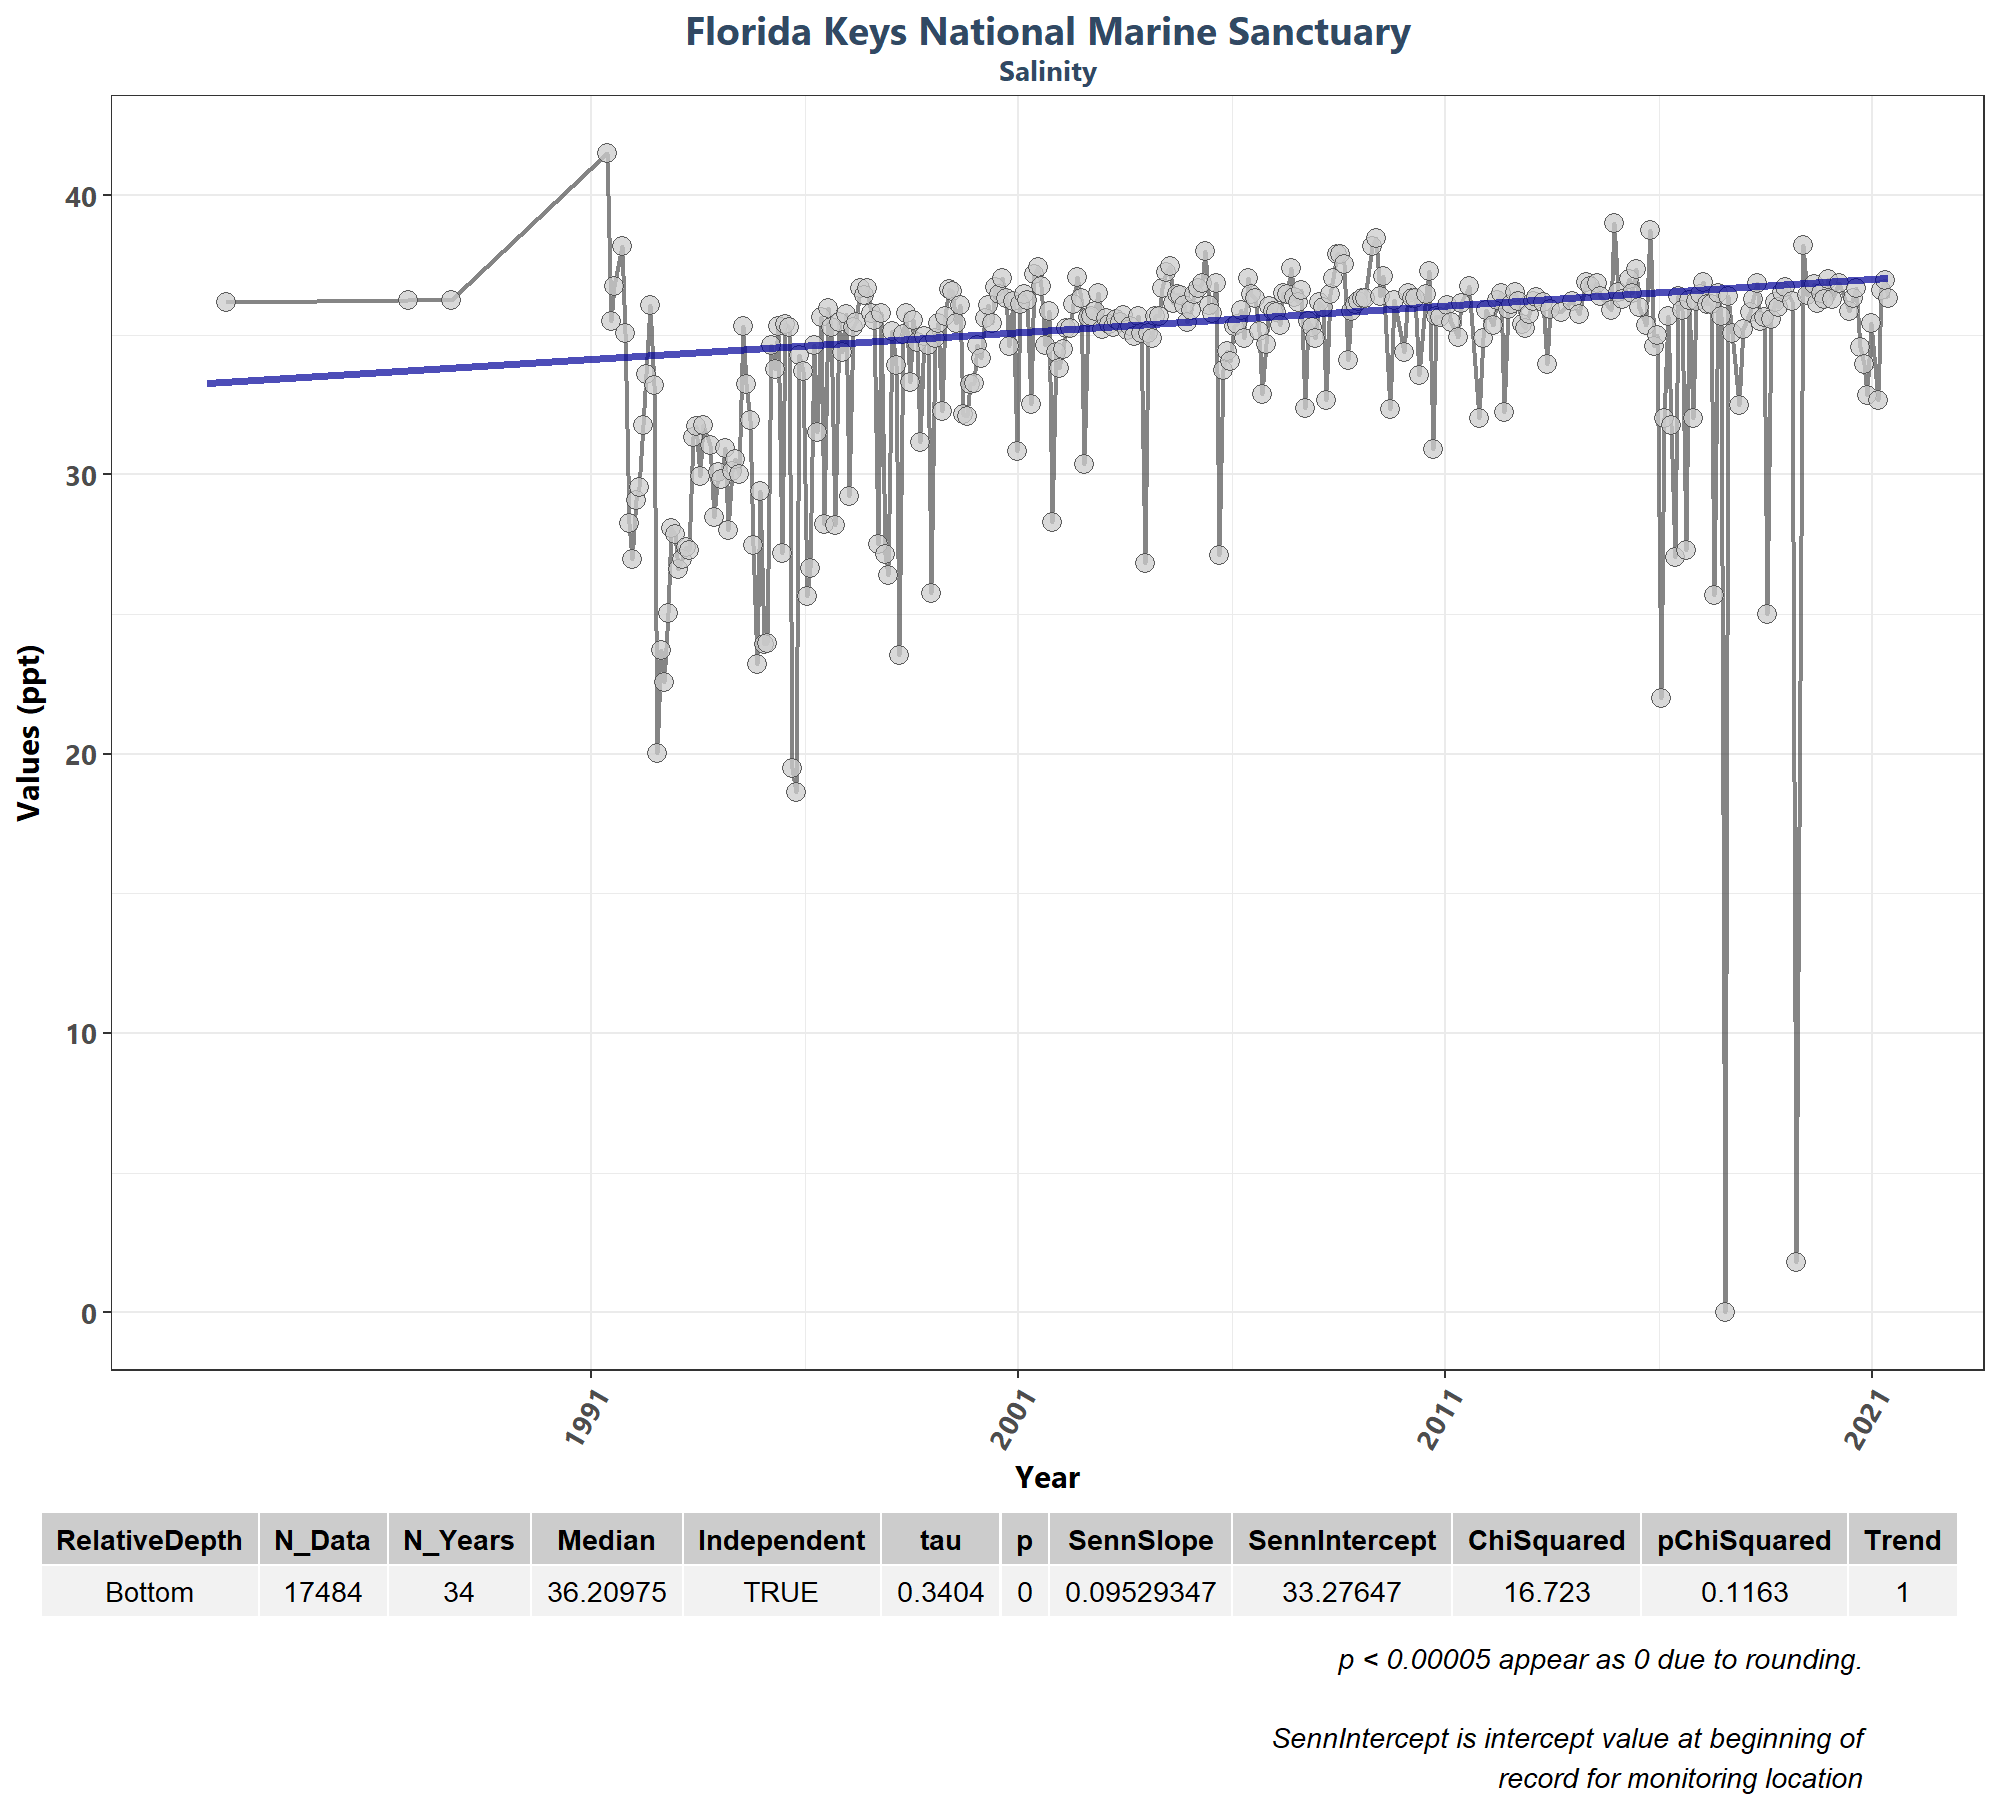 Florida Keys National Marine Sanctuary
Salinity
Values (ppt)
40
30
20
10
0
1991
2001
2011
2021
Year
RelativeDepth N_Data N_Years Median Independent tau p SennSlope SennIntercept ChiSquared pChiSquared Trend
Bottom 17484 34 36.20975 TRUE 0.3404 0 0.09529347 33.27647 16.723 0.1163 1
p < 0.00005 appear as 0 due to rounding.
SennIntercept is intercept value at beginning of
record for monitoring location